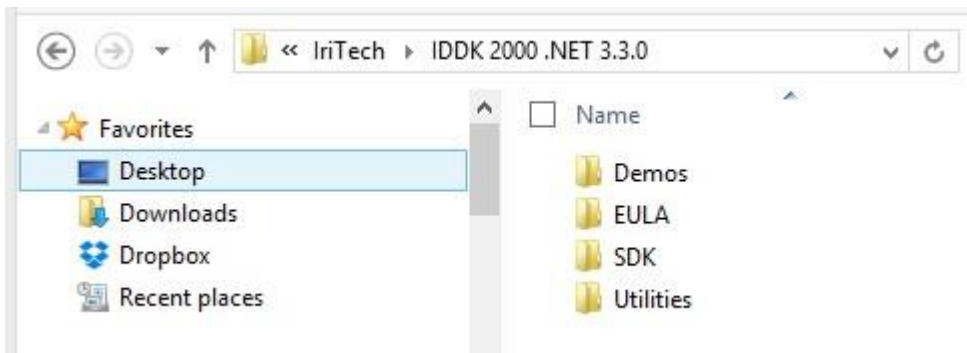 « IriTech ▸ IDDK 2000 .NET 3.3.0
Favorites
Desktop
Downloads
Dropbox
Recent places
Name
Demos
EULA
SDK
Utilities